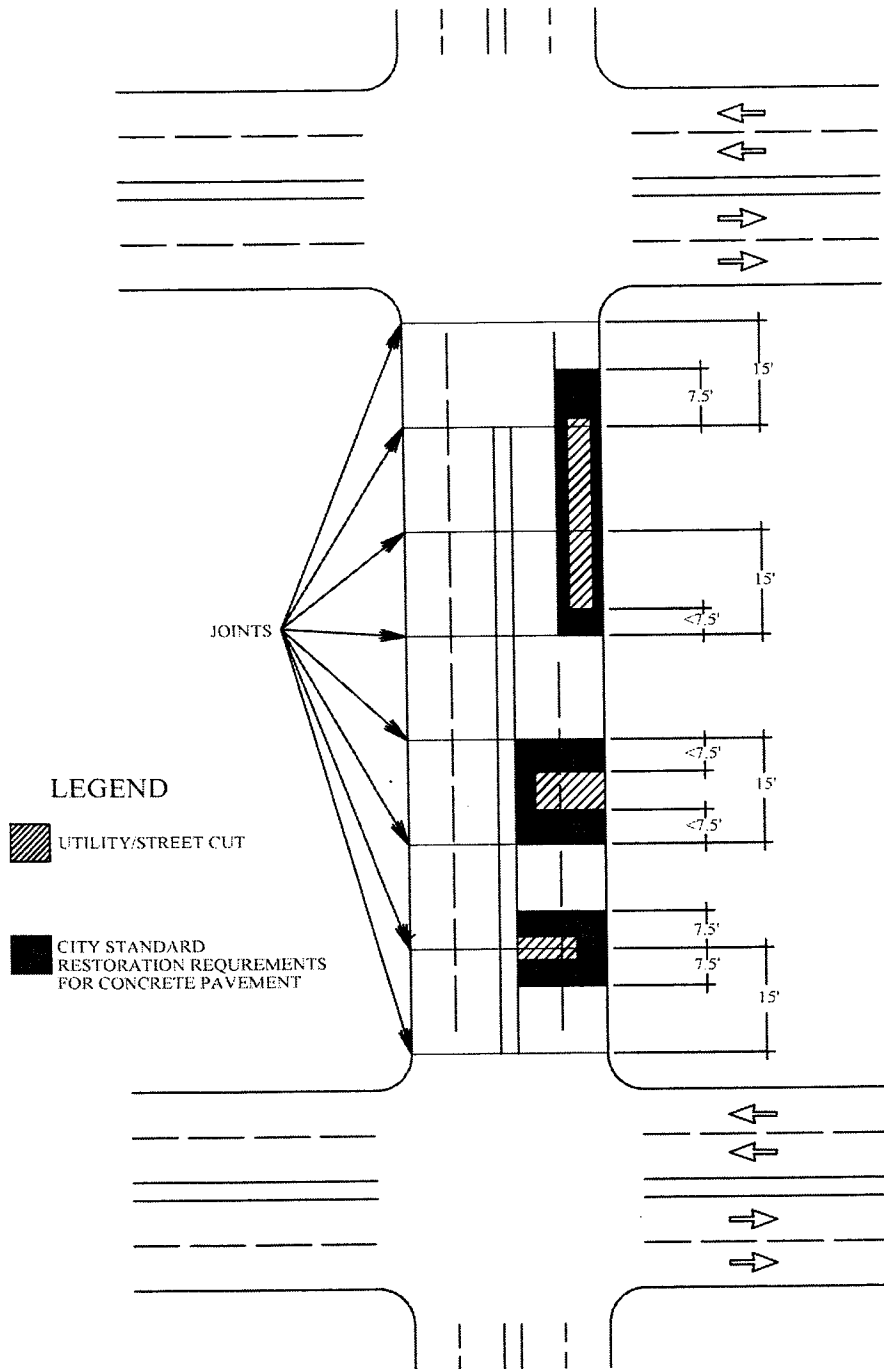 15'
7.5'
15'
<7.5'
JOINTS
<7.5'
15'
<7.5'
LEGEND
UTILITY/STREET CUT
7.5'
7.5'
15'
CITY STANDARD
RESTORATION REQUREMENTS
FOR CONCRETE PAVEMENT